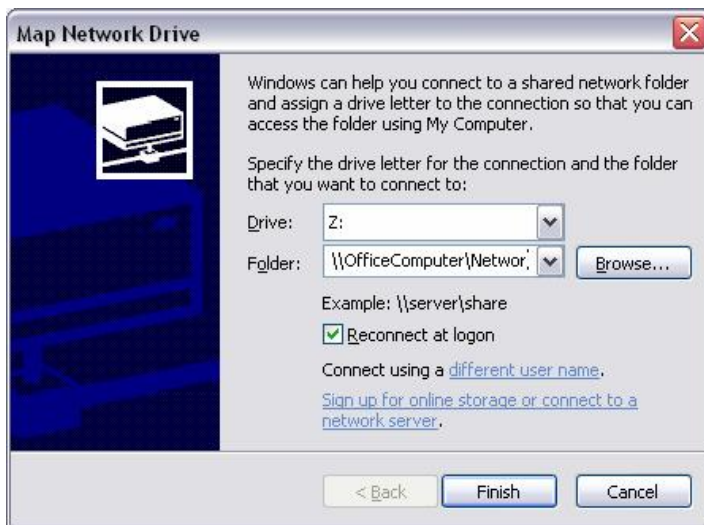 Map Network Drive
Windows can help you connect to a shared network folder
and assign a drive letter to the connection so that you can
access the folder using My Computer.
Specify the drive letter for the connection and the folder
that you want to connect to:
Drive: Z:
Folder: \\OfficeComputer\Networ Browse...
Example: \\server\share
Reconnect at logon
Connect using a different user name.
Sign up for online storage or connect to a
network server.
< Back Finish Cancel